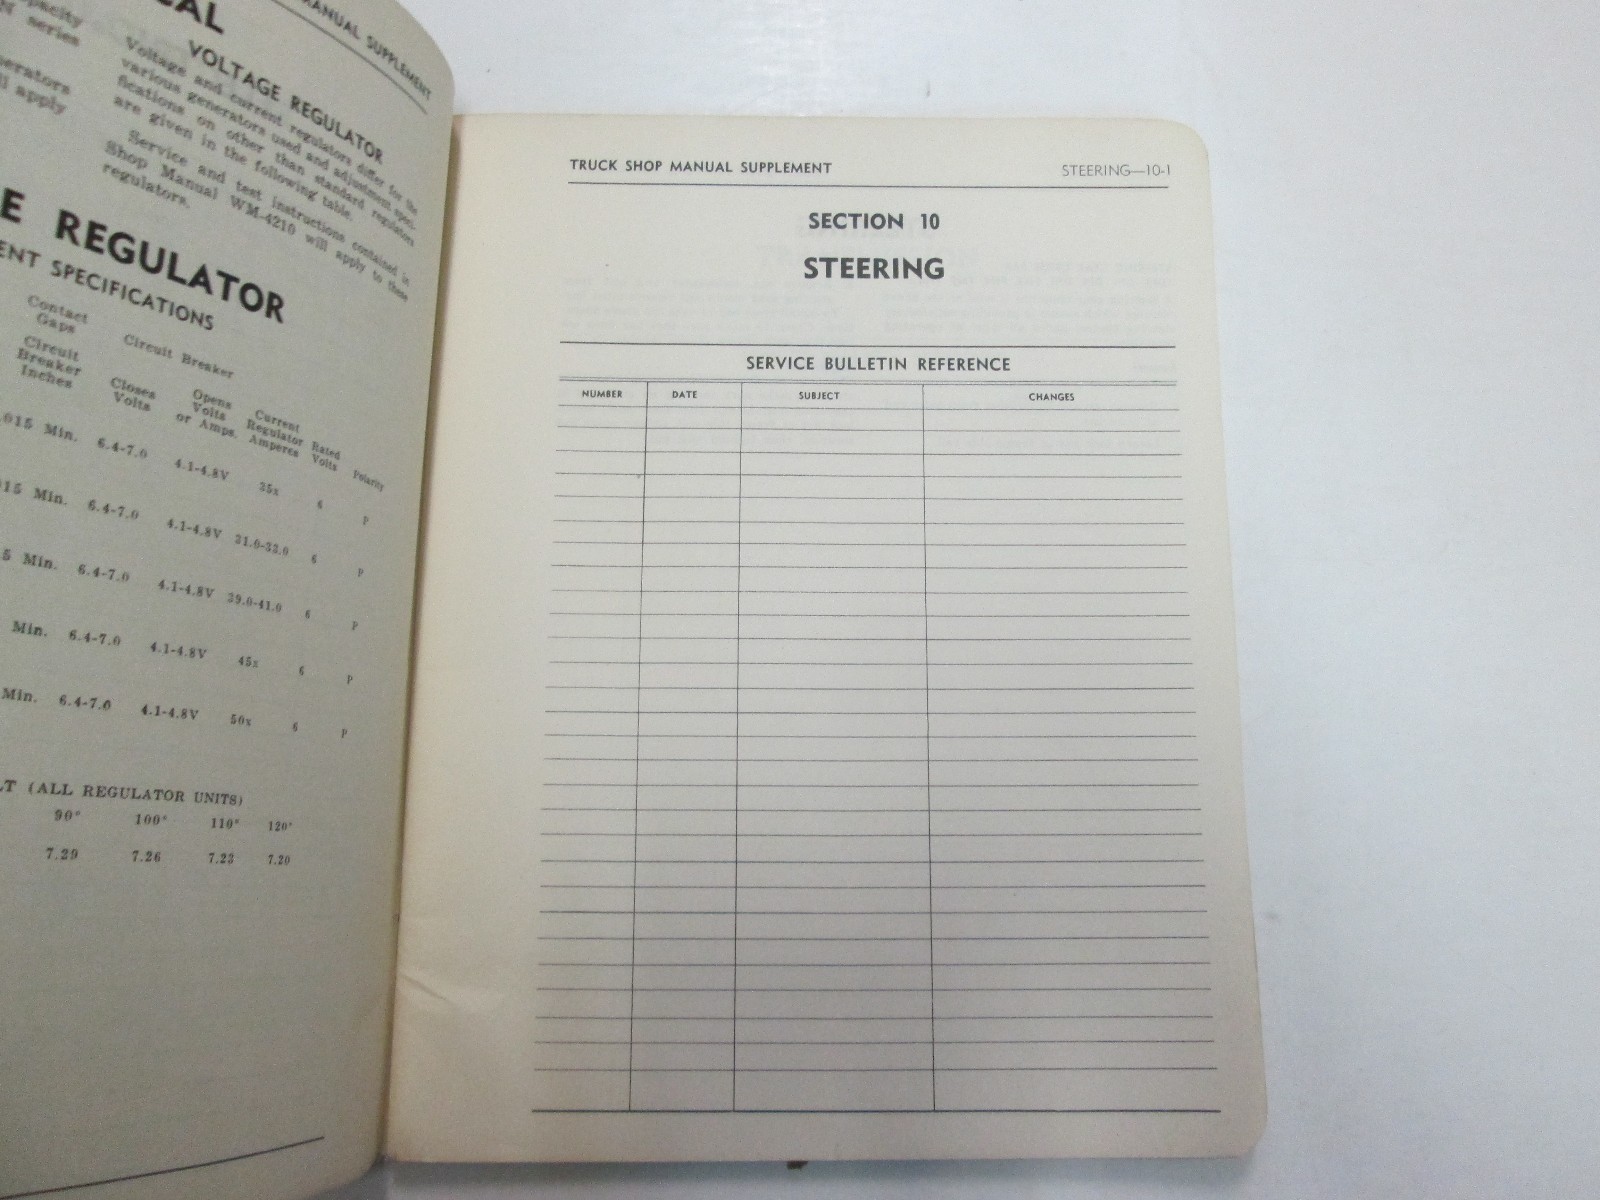 MANUAL SUPPLEMENT
VOLTAGE REGULATOR
Voltage and current regulators differ for the
various generators used and adjustment speci-
fications on other than standard regulators
are given in the following table.
Service and test instructions contained in
Shop Manual WM-4210 will apply to these
regulators.
series
apply
REGULATOR
SPECIFICATIONS
Contact
Gaps
Circuit Breaker
Circuit
Breaker
Inches
Closes
Volts
Opens
Volts
or Amps.
Current
Regulator
Amperes
Rated
Volts
Polarity
.015 Min. 6.4-7.0 4.1-4.8V 35x 6 P
Min. 6.4-7.0 4.1-4.8V 31.0-33.0 6 P
Min. 6.4-7.0 4.1-4.8V 39.0-41.0 6 P
Min. 6.4-7.0 4.1-4.8V 45x 6 P
Min. 6.4-7.0 4.1-4.8V 50x 6 P
(ALL REGULATOR UNITS)
90° 100° 110° 120°
7.29 7.26 7.23 7.20
TRUCK SHOP MANUAL SUPPLEMENT STEERING—10-1
SECTION 10
STEERING
SERVICE BULLETIN REFERENCE
NUMBER DATE SUBJECT CHANGES